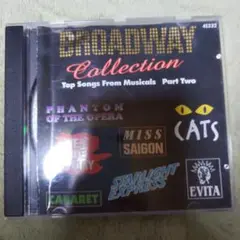 45332
BROADWAY
Collection
Top Songs From Musicals Part Two
PHANTOM
OF THE OPERA
MISS
SAIGON
CATS
STARLIGHT
EXPRESS
CABARET
EVITA